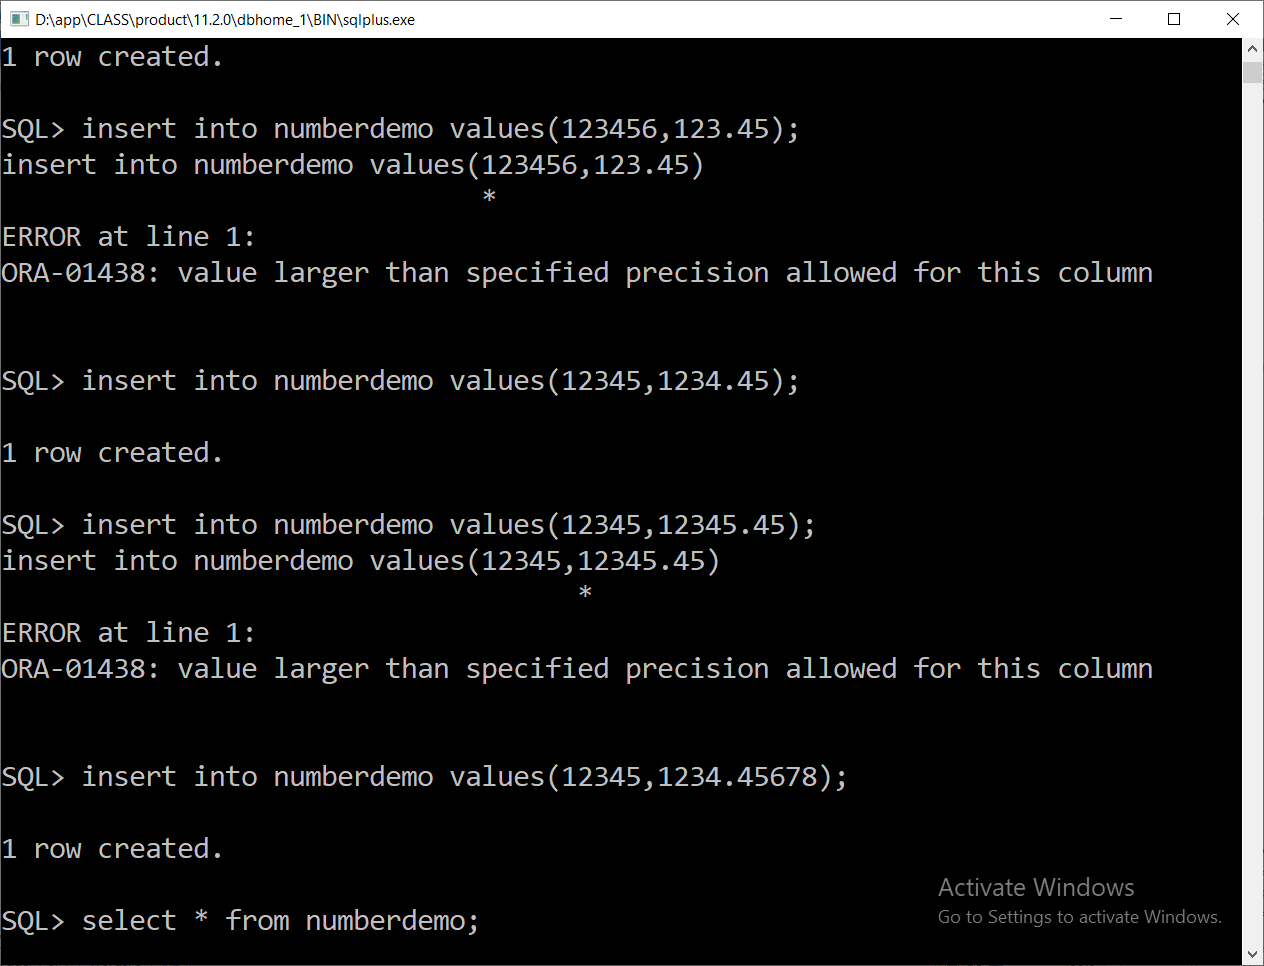 D:\app\CLASS\product\11.2.0\dbhome_1\BIN\sqlplus.exe
1 row created.
SQL> insert into numberdemo values(123456,123.45);
insert into numberdemo values(123456,123.45)
*
ERROR at line 1:
ORA-01438: value larger than specified precision allowed for this column
SQL> insert into numberdemo values(12345,1234.45);
1 row created.
SQL> insert into numberdemo values(12345,12345.45);
insert into numberdemo values(12345,12345.45)
*
ERROR at line 1:
ORA-01438: value larger than specified precision allowed for this column
SQL> insert into numberdemo values(12345,1234.45678);
1 row created.
SQL> select * from numberdemo;
Activate Windows
Go to Settings to activate Windows.